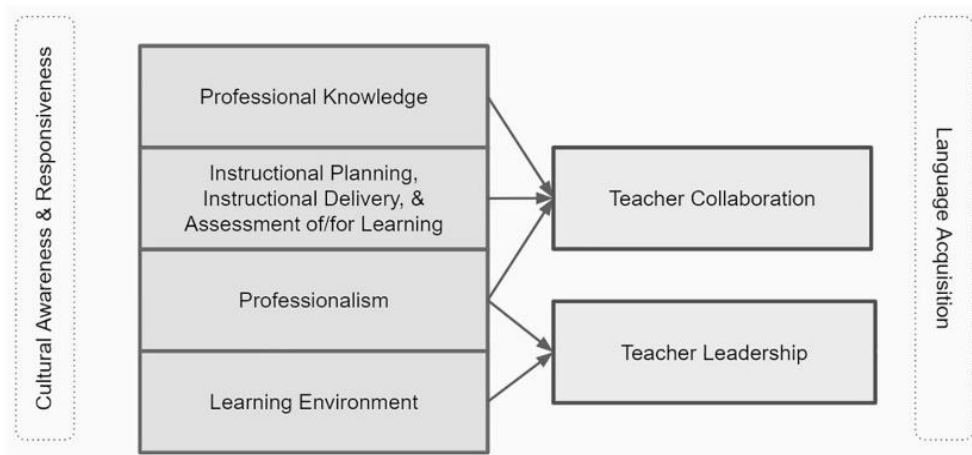 Cultural Awareness & Responsiveness
Professional Knowledge
Instructional Planning,
Instructional Delivery, &
Assessment of/for Learning
Professionalism
Learning Environment
Teacher Collaboration
Teacher Leadership
Language Acquisition